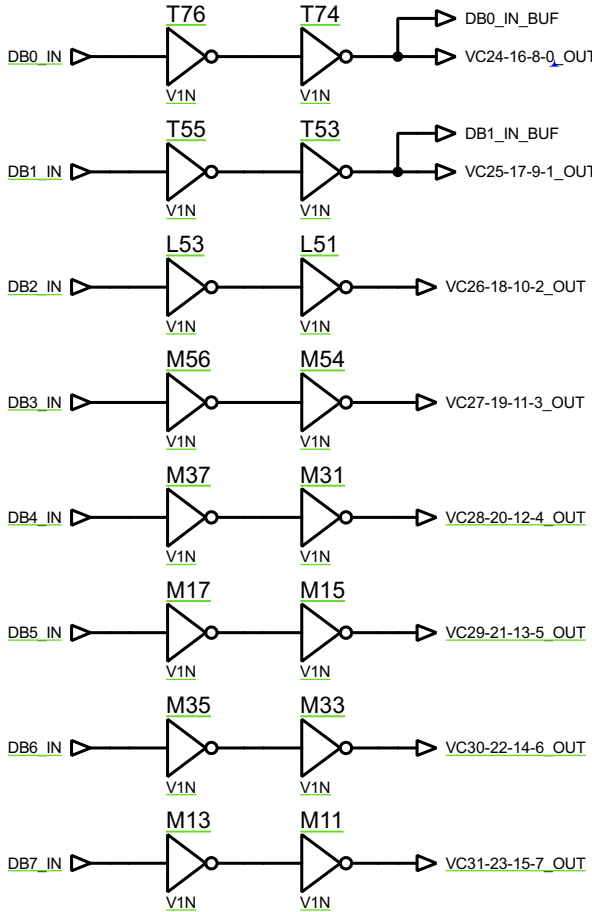 T76 T74 DB0_IN_BUF
DB0_IN VC24-16-8-0_OUT
V1N V1N
T55 T53 DB1_IN_BUF
DB1_IN VC25-17-9-1_OUT
V1N V1N
L53 L51
DB2_IN VC26-18-10-2_OUT
V1N V1N
M56 M54
DB3_IN VC27-19-11-3_OUT
V1N V1N
M37 M31
DB4_IN VC28-20-12-4_OUT
V1N V1N
M17 M15
DB5_IN VC29-21-13-5_OUT
V1N V1N
M35 M33
DB6_IN VC30-22-14-6_OUT
V1N V1N
M13 M11
DB7_IN VC31-23-15-7_OUT
V1N V1N